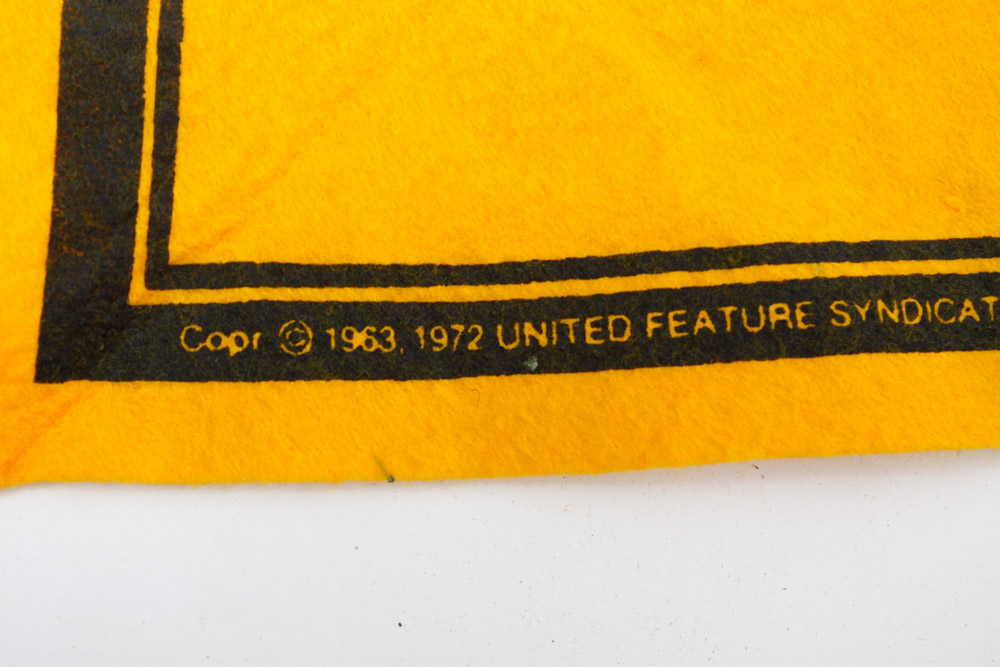 Copr © 1963, 1972 UNITED FEATURE SYNDICAT